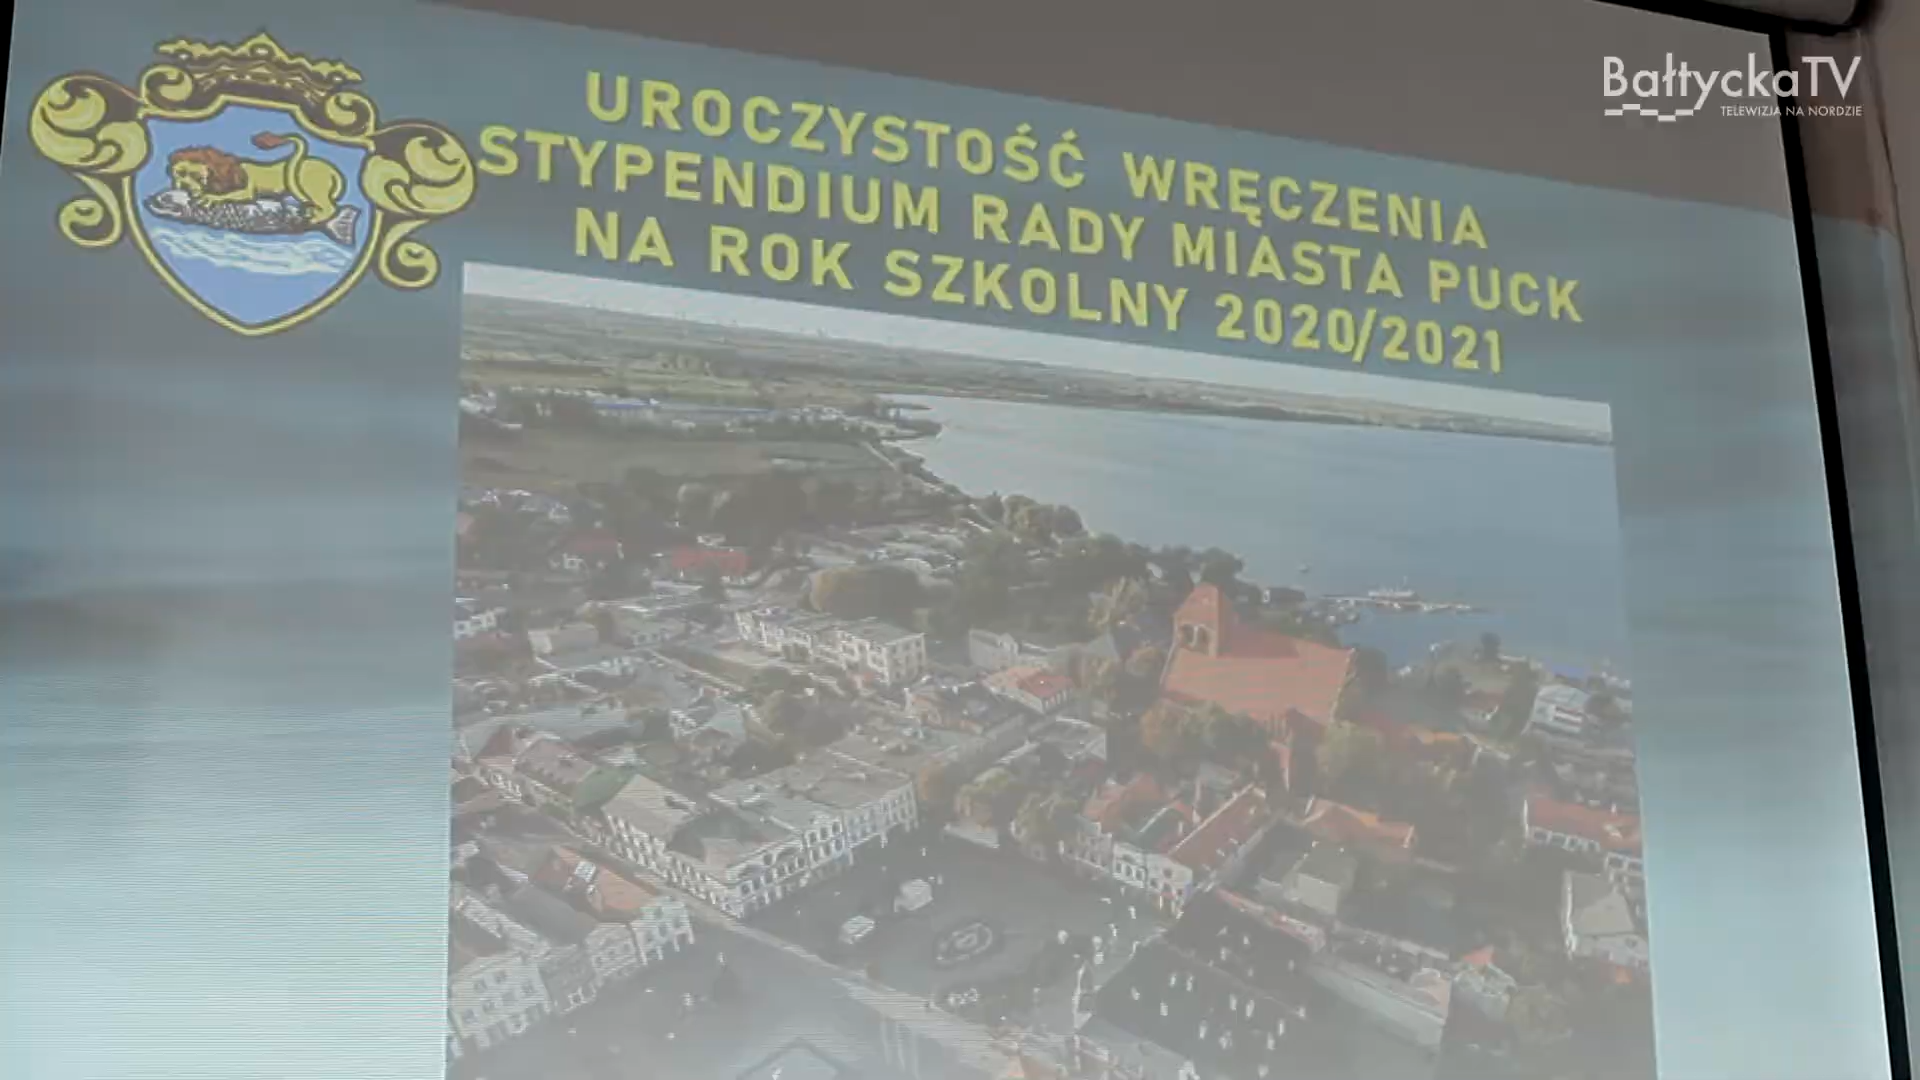 BałtyckaTV
TELEWIZJA NA NORDZIE
UROCZYSTOŚĆ WRĘCZENIA
STYPENDIUM RADY MIASTA PUCK
NA ROK SZKOLNY 2020/2021